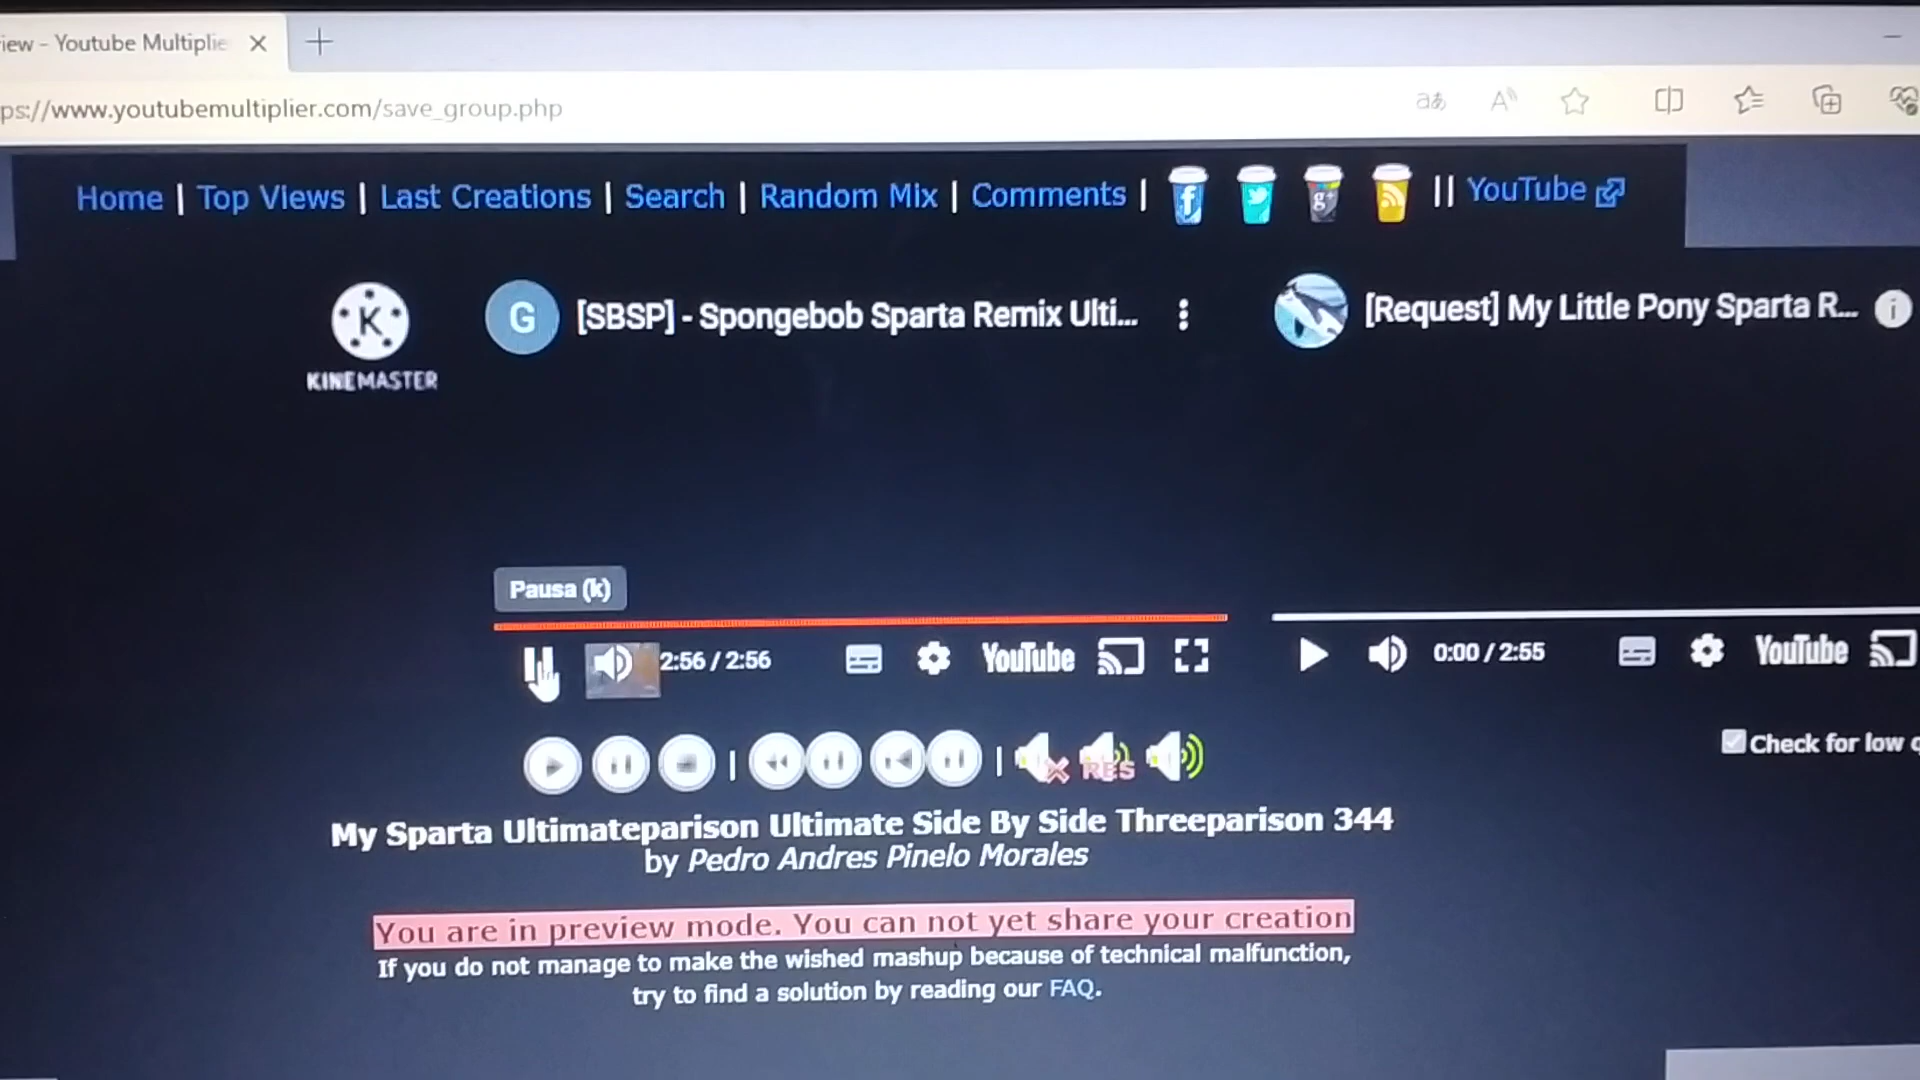 iew - Youtube Multiplie
ps://www.youtubemultiplier.com/save_group.php
Home | Top Views | Last Creations | Search | Random Mix | Comments | || YouTube
KINEMASTER
G [SBSP] - Spongebob Sparta Remix Ulti...
[Request] My Little Pony Sparta R...
Pausa (k)
2:56 / 2:56 YouTube
0:00 / 2:55 YouTube
RES
Check for low q
My Sparta Ultimateparison Ultimate Side By Side Threeparison 344
by Pedro Andres Pinelo Morales
You are in preview mode. You can not yet share your creation
If you do not manage to make the wished mashup because of technical malfunction,
try to find a solution by reading our FAQ.